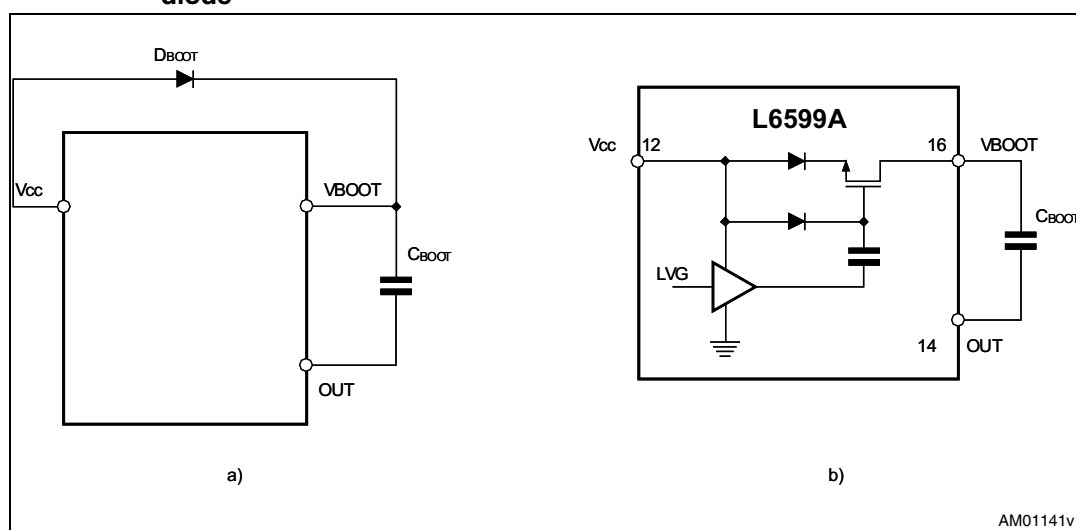 diode
DBOOT
Vcc
VBOOT
CBOOT
OUT
a)
L6599A
Vcc
12
16
VBOOT
CBOOT
LVG
14
OUT
b)
AM01141v